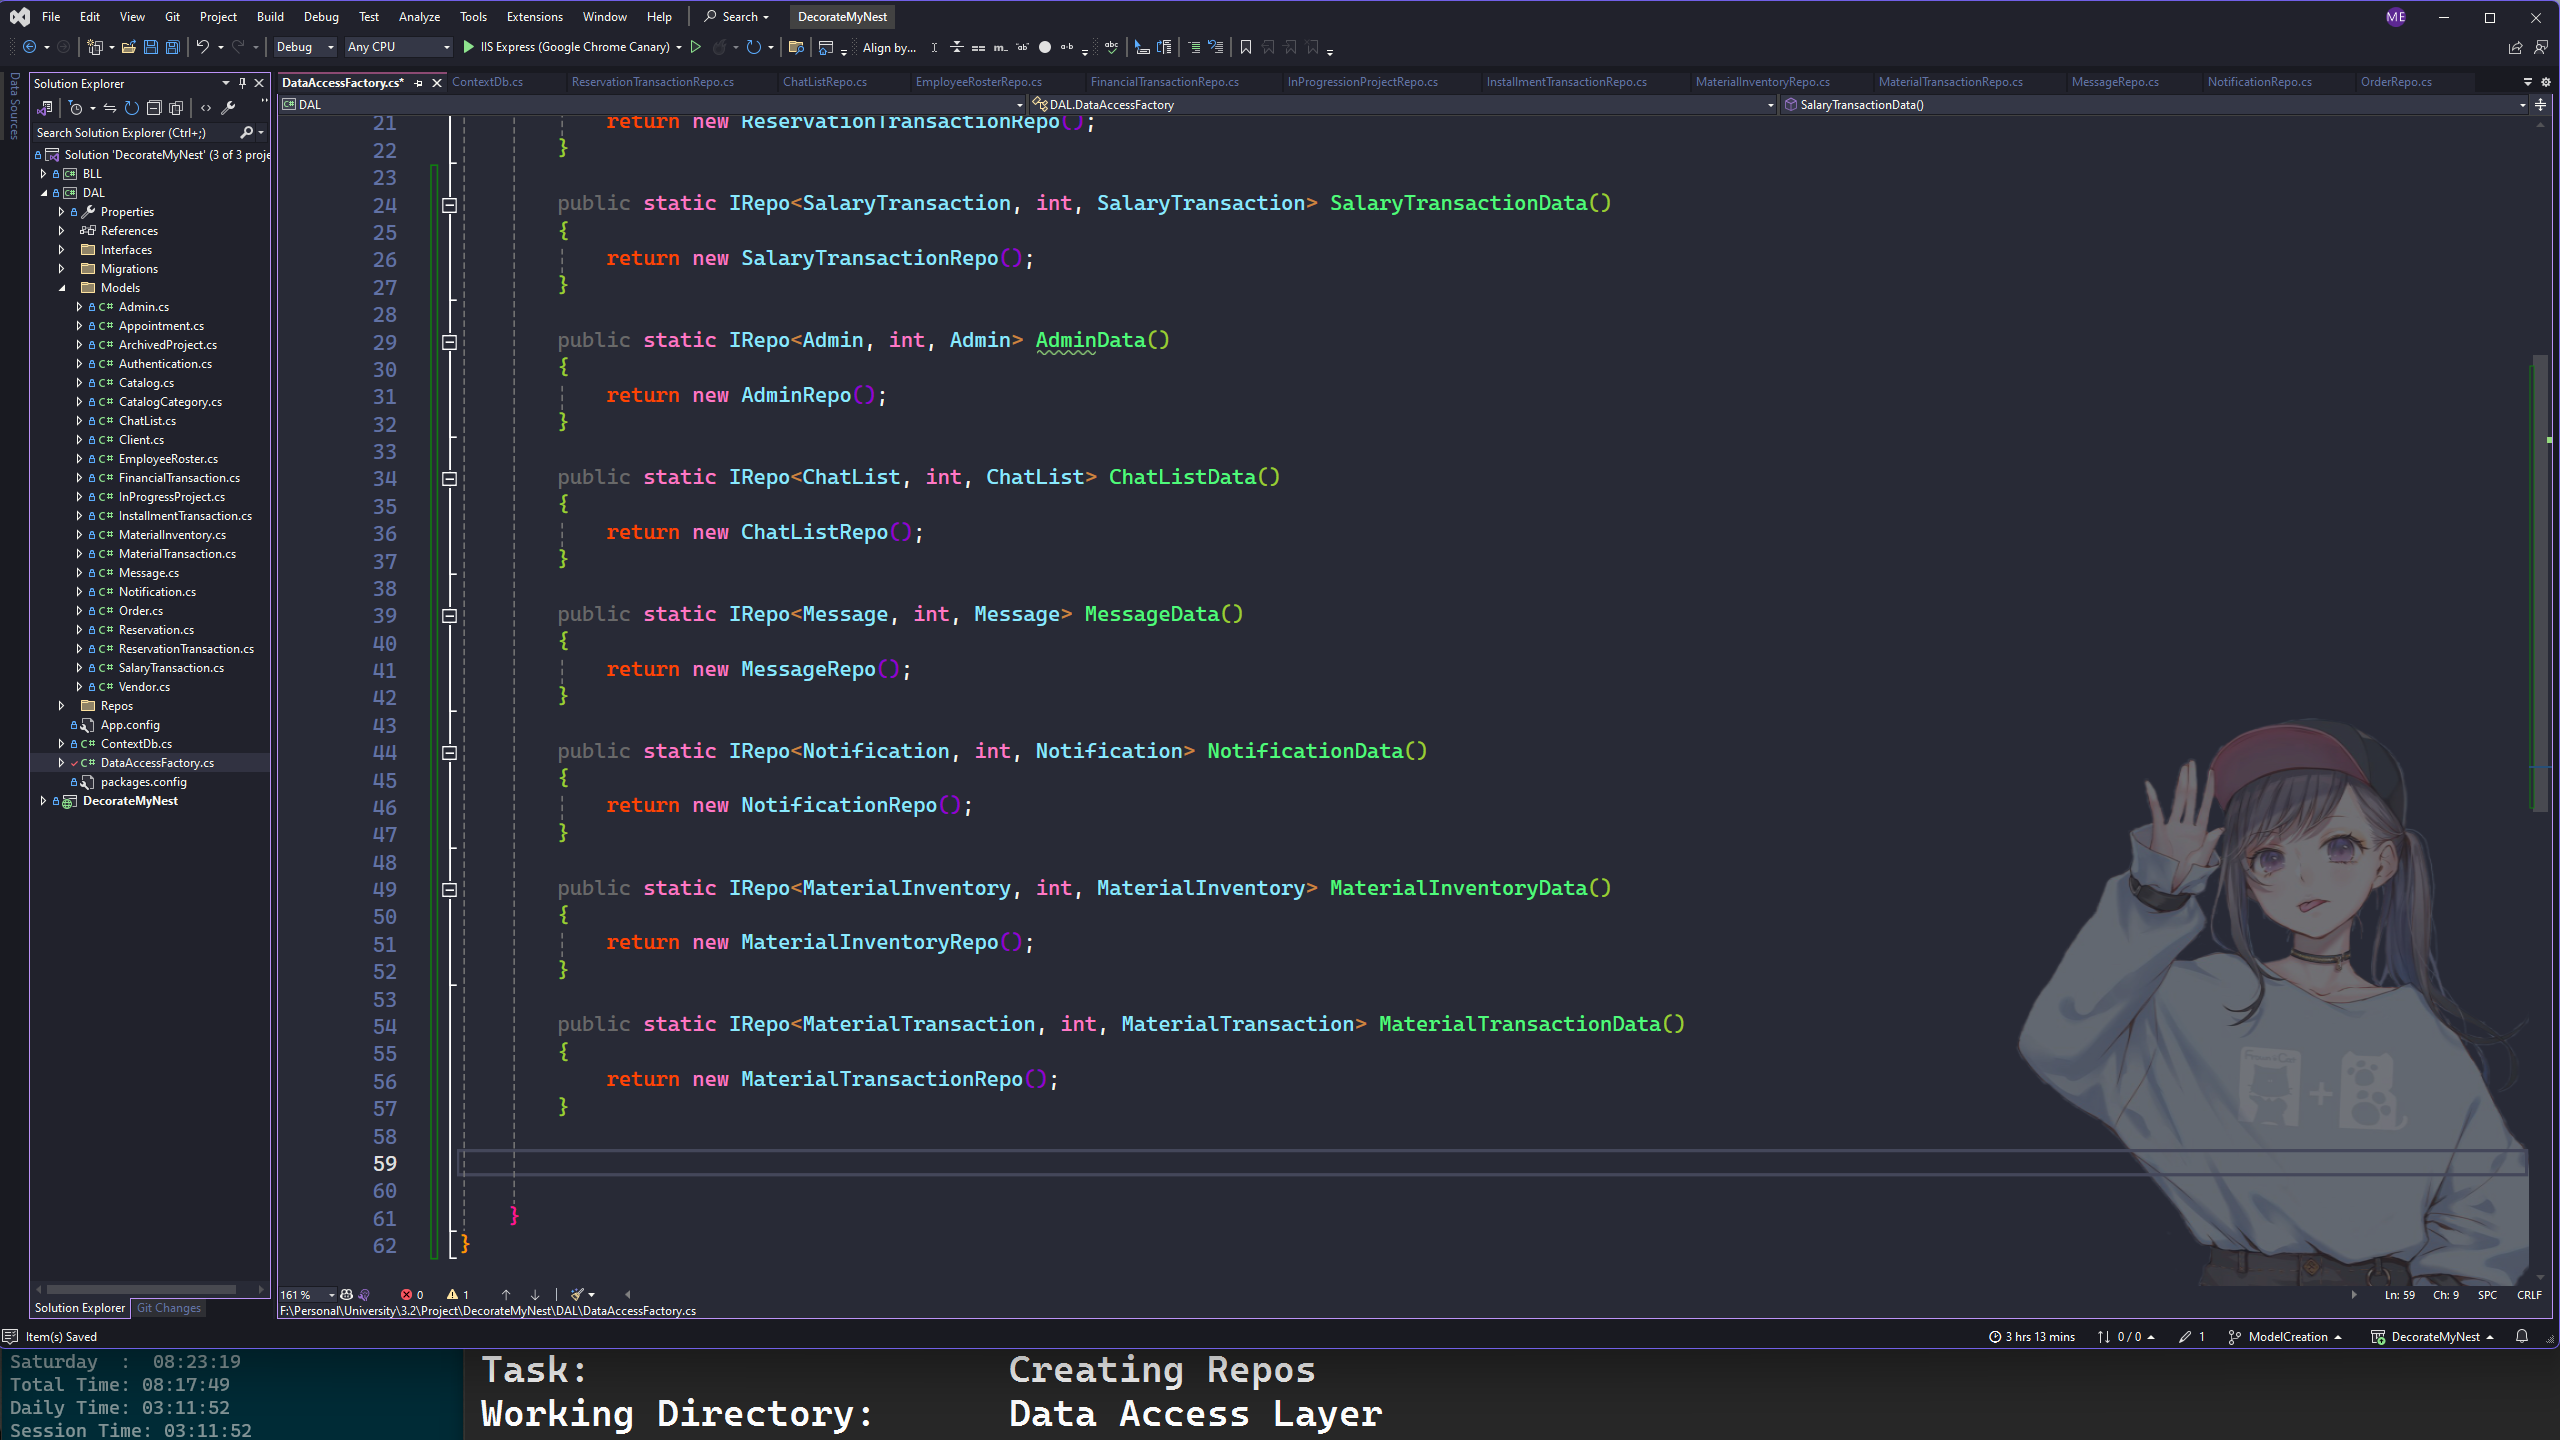 File Edit View Git Project Build Debug Test Analyze Tools Extensions Window Help Search DecorateMyNest ME
Debug Any CPU IIS Express (Google Chrome Canary) Align by...
Data Sources
Solution Explorer
DataAccessFactory.cs* ContextDb.cs ReservationTransactionRepo.cs ChatListRepo.cs EmployeeRosterRepo.cs FinancialTransactionRepo.cs InProgressionProjectRepo.cs InstallmentTransactionRepo.cs MaterialInventoryRepo.cs MaterialTransactionRepo.cs MessageRepo.cs NotificationRepo.cs OrderRepo.cs
DAL DAL.DataAccessFactory SalaryTransactionData()
Search Solution Explorer (Ctrl+;)
Solution 'DecorateMyNest' (3 of 3 proje
BLL
DAL
Properties
References
Interfaces
Migrations
Models
C# Admin.cs
C# Appointment.cs
C# ArchivedProject.cs
C# Authentication.cs
C# Catalog.cs
C# CatalogCategory.cs
C# ChatList.cs
C# Client.cs
C# EmployeeRoster.cs
C# FinancialTransaction.cs
C# InProgressProject.cs
C# InstallmentTransaction.cs
C# MaterialInventory.cs
C# MaterialTransaction.cs
C# Message.cs
C# Notification.cs
C# Order.cs
C# Reservation.cs
C# ReservationTransaction.cs
C# SalaryTransaction.cs
C# Vendor.cs
Repos
App.config
C# ContextDb.cs
C# DataAccessFactory.cs
packages.config
DecorateMyNest
Solution Explorer Git Changes
21 return new ReservationTransactionRepo();
22 }
23
24 public static IRepo<SalaryTransaction, int, SalaryTransaction> SalaryTransactionData()
25 {
26 return new SalaryTransactionRepo();
27 }
28
29 public static IRepo<Admin, int, Admin> AdminData()
30 {
31 return new AdminRepo();
32 }
33
34 public static IRepo<ChatList, int, ChatList> ChatListData()
35 {
36 return new ChatListRepo();
37 }
38
39 public static IRepo<Message, int, Message> MessageData()
40 {
41 return new MessageRepo();
42 }
43
44 public static IRepo<Notification, int, Notification> NotificationData()
45 {
46 return new NotificationRepo();
47 }
48
49 public static IRepo<MaterialInventory, int, MaterialInventory> MaterialInventoryData()
50 {
51 return new MaterialInventoryRepo();
52 }
53
54 public static IRepo<MaterialTransaction, int, MaterialTransaction> MaterialTransactionData()
55 {
56 return new MaterialTransactionRepo();
57 }
58
59
60
61 }
62 }
161 % 0 1 Ln: 59 Ch: 9 SPC CRLF
F:\Personal\University\3.2\Project\DecorateMyNest\DAL\DataAccessFactory.cs
Item(s) Saved 3 hrs 13 mins 0 / 0 1 ModelCreation DecorateMyNest
Saturday : 08:23:19
Total Time: 08:17:49
Daily Time: 03:11:52
Session Time: 03:11:52
Task: Creating Repos
Working Directory: Data Access Layer